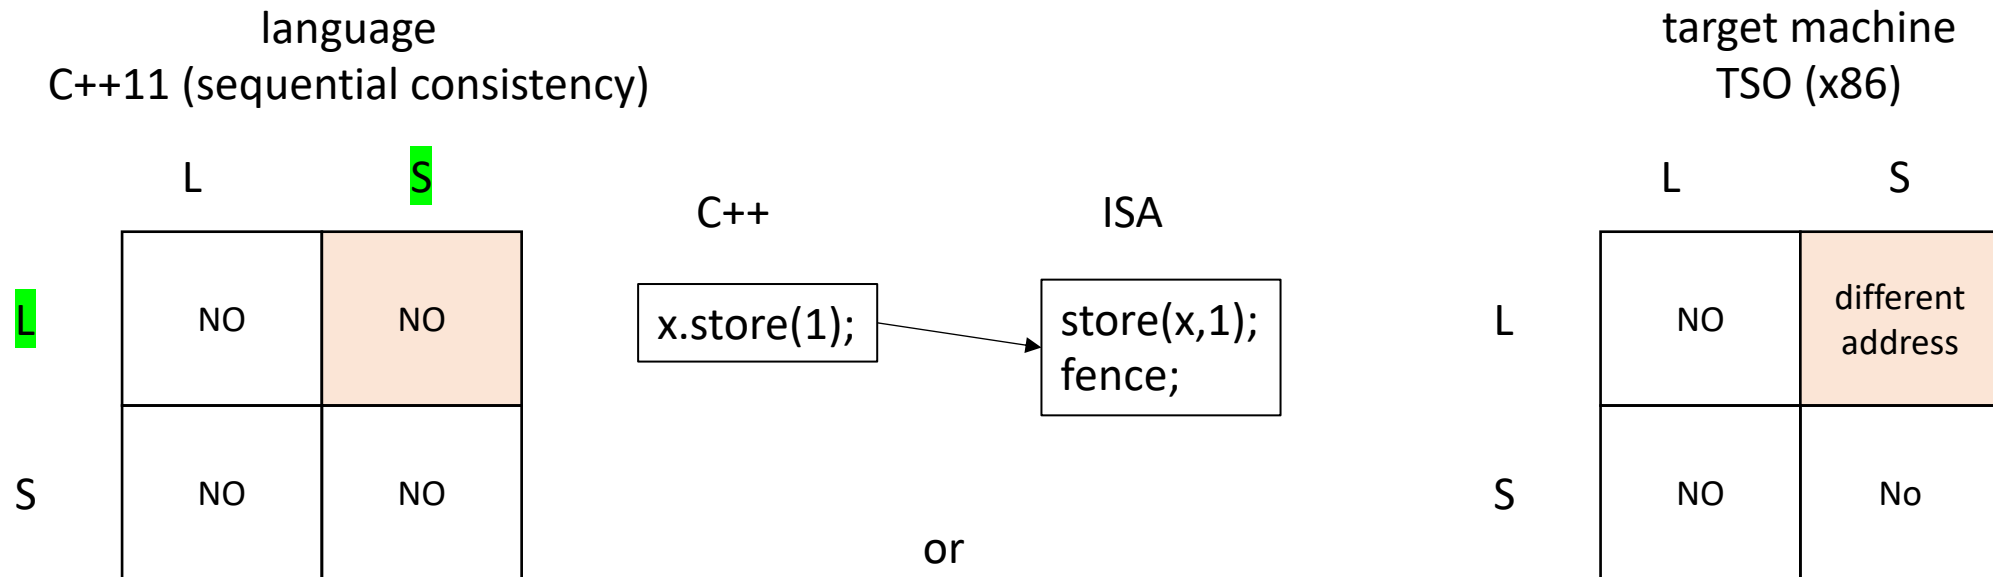 language
C++11 (sequential consistency)
L S
L NO NO
S NO NO
C++ ISA
x.store(1);
store(x,1);
fence;
or
target machine
TSO (x86)
L S
L NO different
address
S NO No